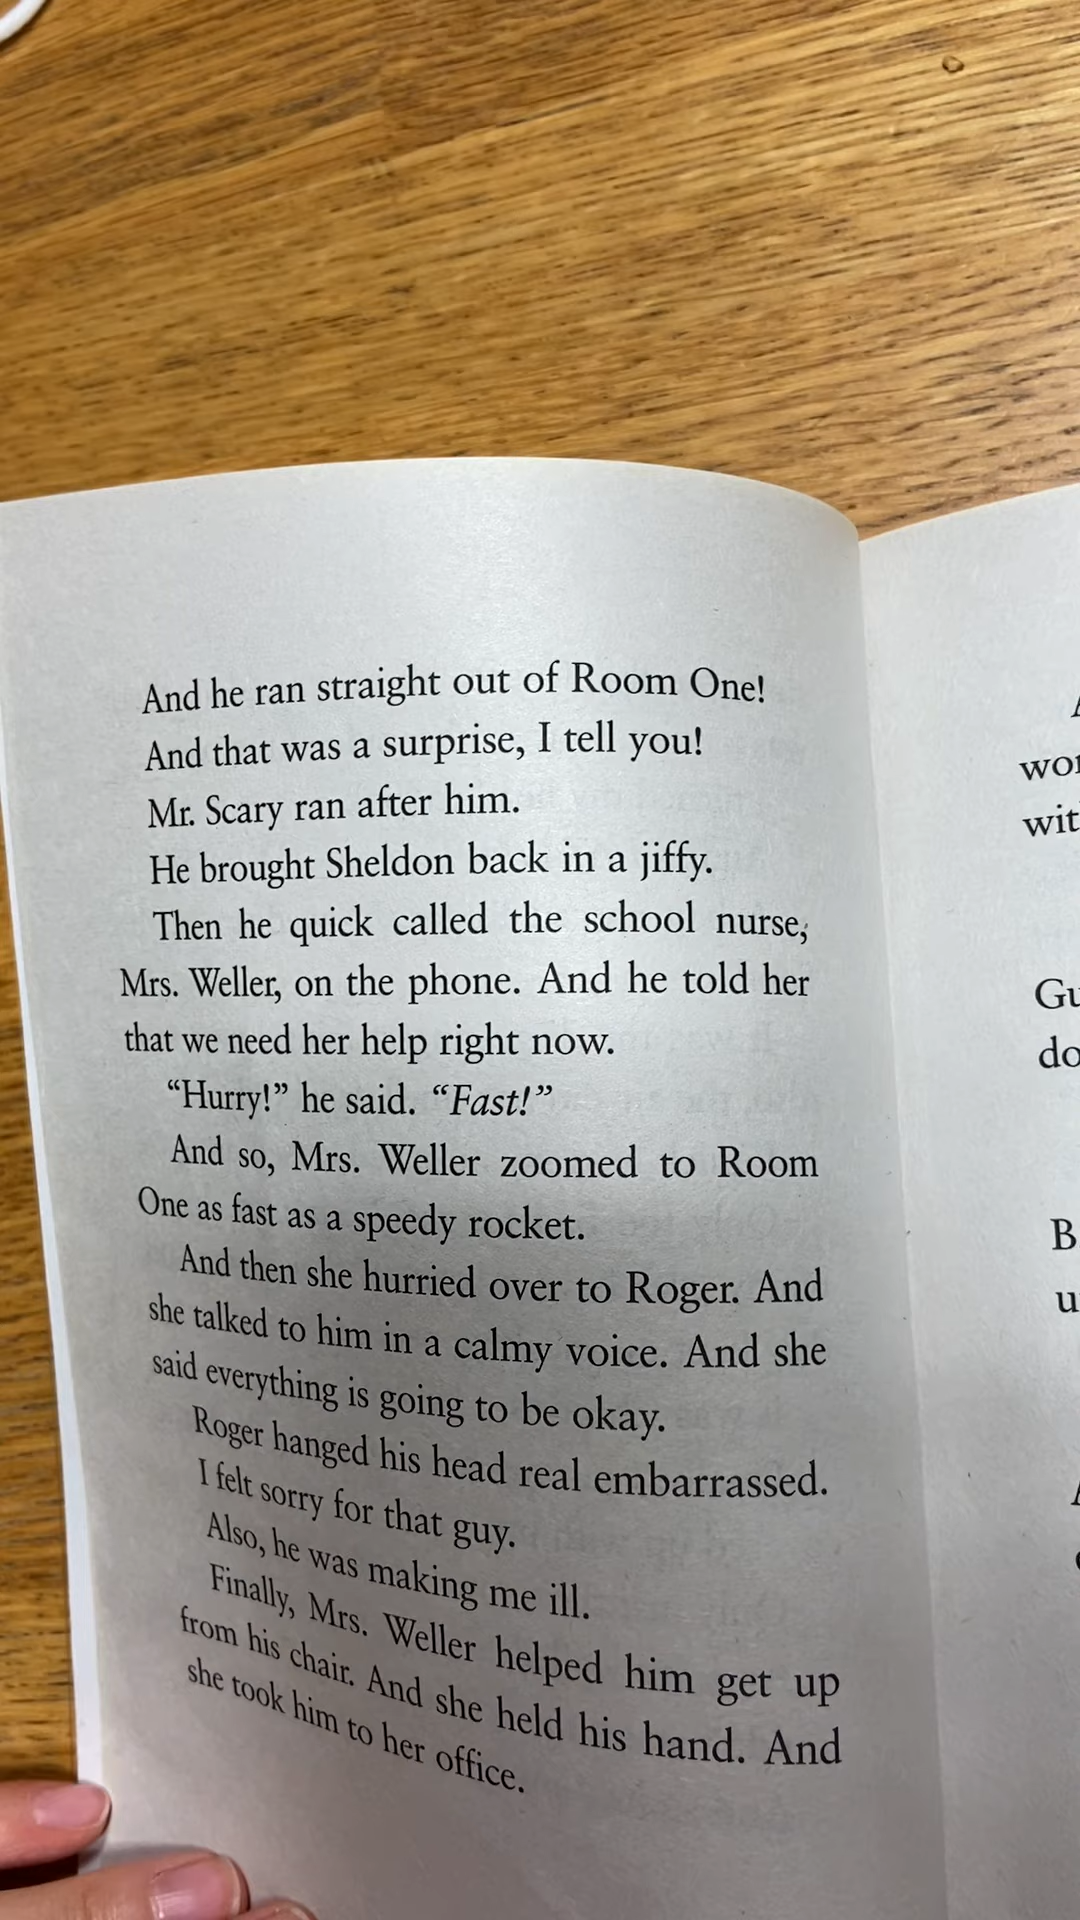 And he ran straight out of Room One!
And that was a surprise, I tell you!
Mr. Scary ran after him.
He brought Sheldon back in a jiffy.
Then he quick called the school nurse,
Mrs. Weller, on the phone. And he told her
that we need her help right now.
“Hurry!” he said. “Fast!”
And so, Mrs. Weller zoomed to Room
One as fast as a speedy rocket.
And then she hurried over to Roger. And
she talked to him in a calmy voice. And she
said everything is going to be okay.
Roger hanged his head real embarrassed.
I felt sorry for that guy.
Also, he was making me ill.
Finally, Mrs. Weller helped him get up
from his chair. And she held his hand. And
she took him to her office.